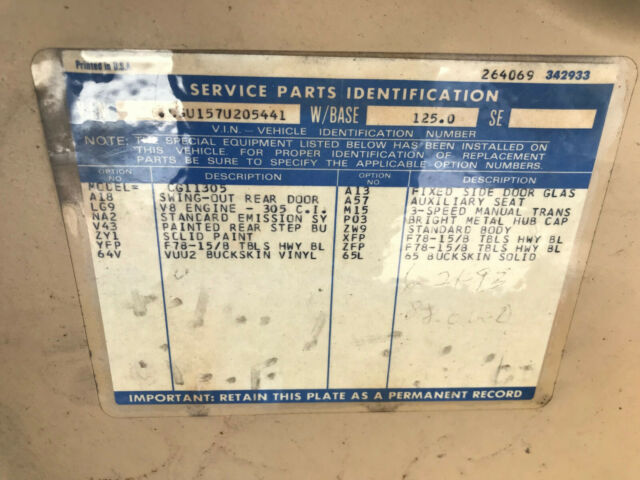 Printed in U.S.A.
264069 342933
SERVICE PARTS IDENTIFICATION
GU157U205441 W/BASE 125.0 SE
V.I.N. – VEHICLE IDENTIFICATION NUMBER
NOTE: THE SPECIAL EQUIPMENT LISTED BELOW HAS BEEN INSTALLED ON
THIS VEHICLE FOR PROPER IDENTIFICATION OF REPLACEMENT
PARTS BE SURE TO SPECIFY THE APPLICABLE OPTION NUMBERS.
OPTION NO. DESCRIPTION OPTION NO. DESCRIPTION
MODEL= CG11305 A13 FIXED SIDE DOOR GLAS
A18 SWING-OUT REAR DOOR A57 AUXILIARY SEAT
LG9 V8 ENGINE - 305 C.I. M15 3-SPEED MANUAL TRANS
NA2 STANDARD EMISSION SY P03 BRIGHT METAL HUB CAP
V43 PAINTED REAR STEP BU ZW9 STANDARD BODY
ZY1 SOLID PAINT XFP F78-15/B TBLS HWY BL
YFP F78-15/B TBLS HWY BL ZFP F78-15/B TBLS HWY BL
64V VUU2 BUCKSKIN VINYL 65L 65 BUCKSKIN SOLID
IMPORTANT: RETAIN THIS PLATE AS A PERMANENT RECORD